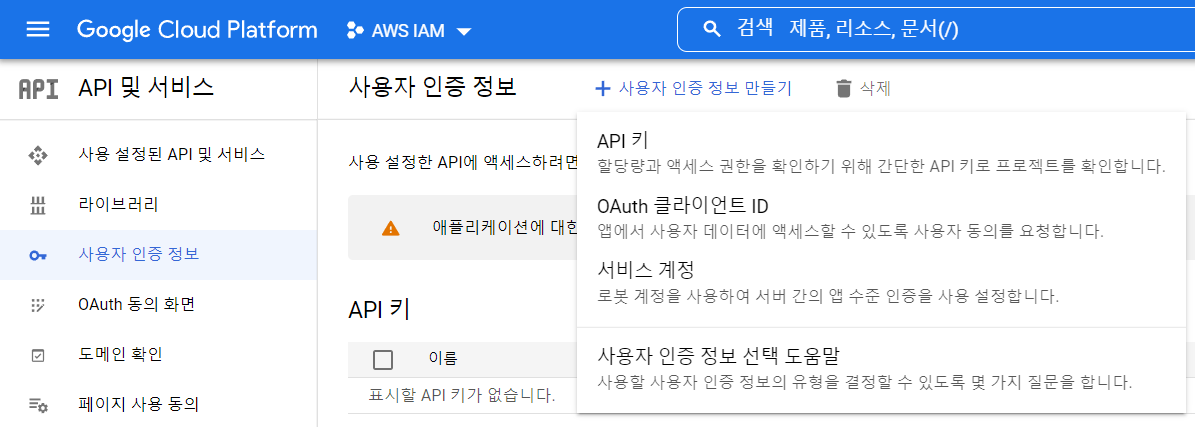 Google Cloud Platform
AWS IAM
검색 제품, 리소스, 문서(/)
API API 및 서비스
사용자 인증 정보
사용자 인증 정보 만들기
삭제
사용 설정된 API 및 서비스
라이브러리
사용자 인증 정보
OAuth 동의 화면
도메인 확인
페이지 사용 동의
사용 설정한 API에 액세스하려면
애플리케이션에 대한
API 키
이름
표시할 API 키가 없습니다.
API 키
할당량과 액세스 권한을 확인하기 위해 간단한 API 키로 프로젝트를 확인합니다.
OAuth 클라이언트 ID
앱에서 사용자 데이터에 액세스할 수 있도록 사용자 동의를 요청합니다.
서비스 계정
로봇 계정을 사용하여 서버 간의 앱 수준 인증을 사용 설정합니다.
사용자 인증 정보 선택 도움말
사용할 사용자 인증 정보의 유형을 결정할 수 있도록 몇 가지 질문을 합니다.